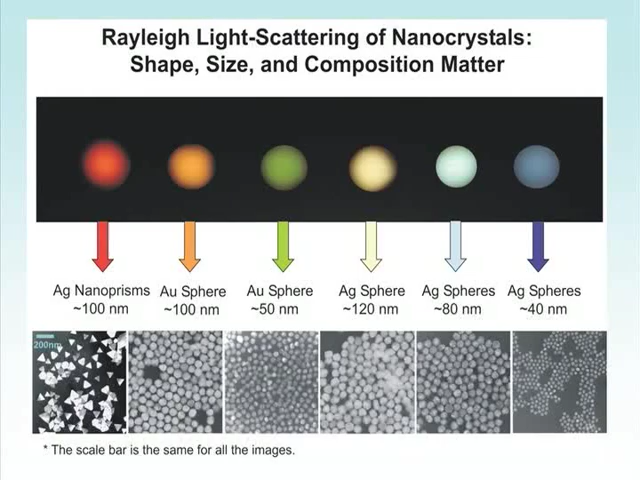 Rayleigh Light-Scattering of Nanocrystals:
Shape, Size, and Composition Matter
Ag Nanoprisms
~100 nm
Au Sphere
~100 nm
Au Sphere
~50 nm
Ag Sphere
~120 nm
Ag Spheres
~80 nm
Ag Spheres
~40 nm
200nm
* The scale bar is the same for all the images.